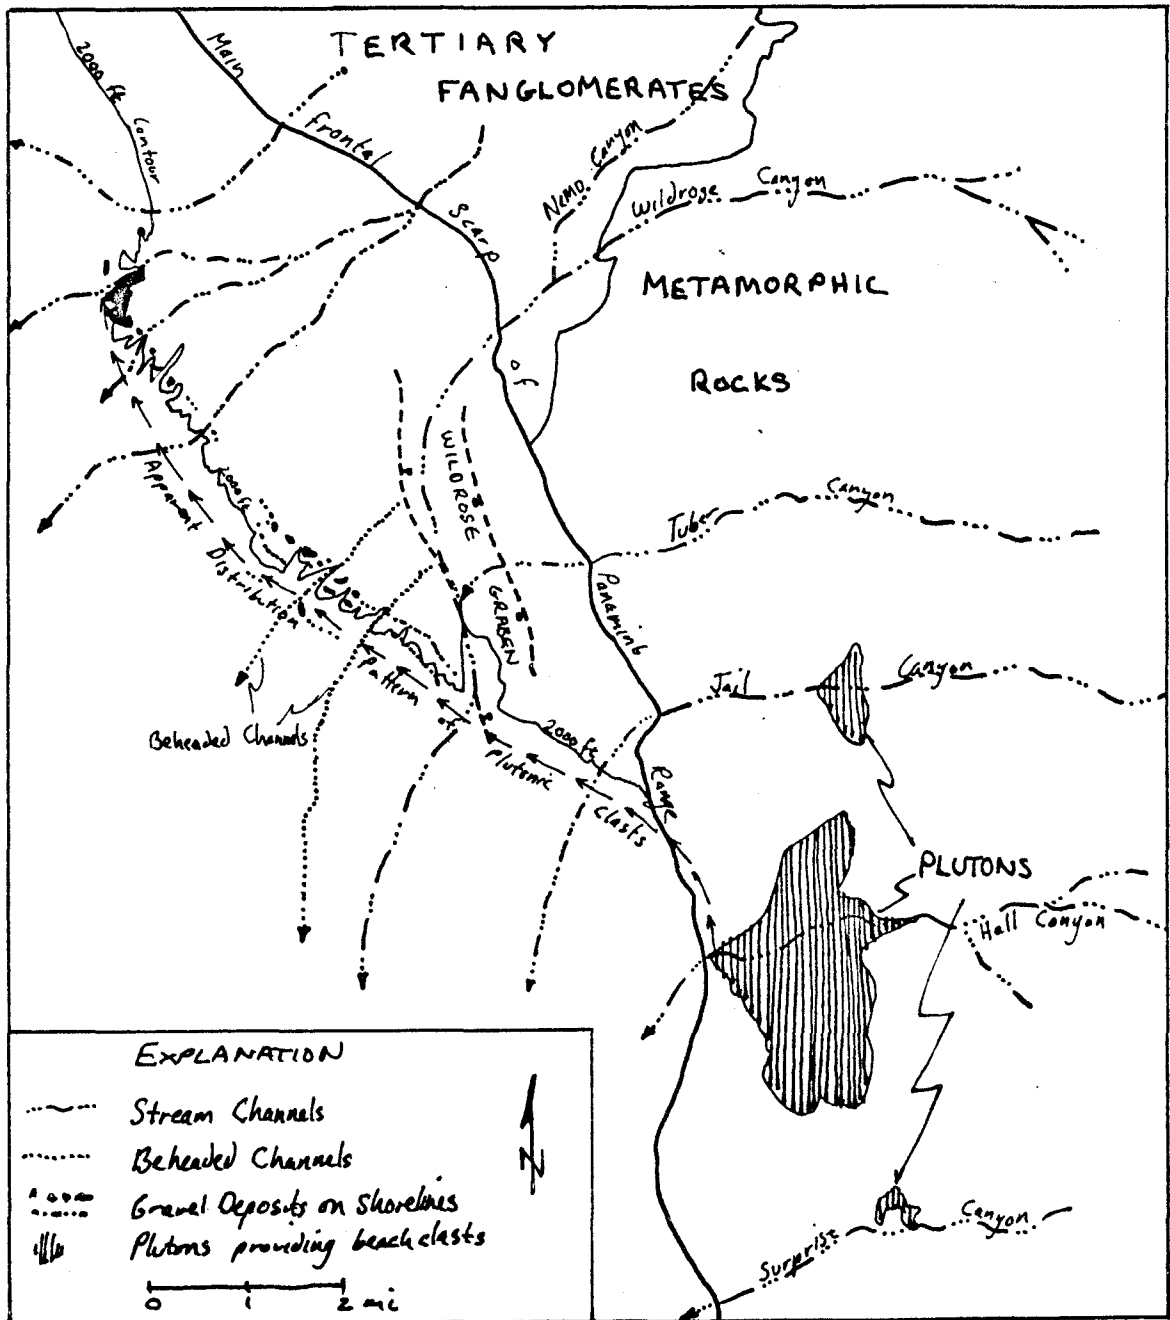 TERTIARY
FANGLOMERATES
2000 ft Contour
Main Frontal Scarp of Panamint Range
Nemo Canyon
Wildrose Canyon
METAMORPHIC
ROCKS
WILDROSE GRABEN
2000 ft
Tuber Canyon
Apparent Distribution Pattern of Plutonic Clasts
Jail Canyon
Beheaded Channels
2000 ft
PLUTONS
Hall Canyon
Surprise Canyon
EXPLANATION
Stream Channels
Beheaded Channels
Gravel Deposits on Shorelines
Plutons providing beach clasts
N
0 1 2 mi